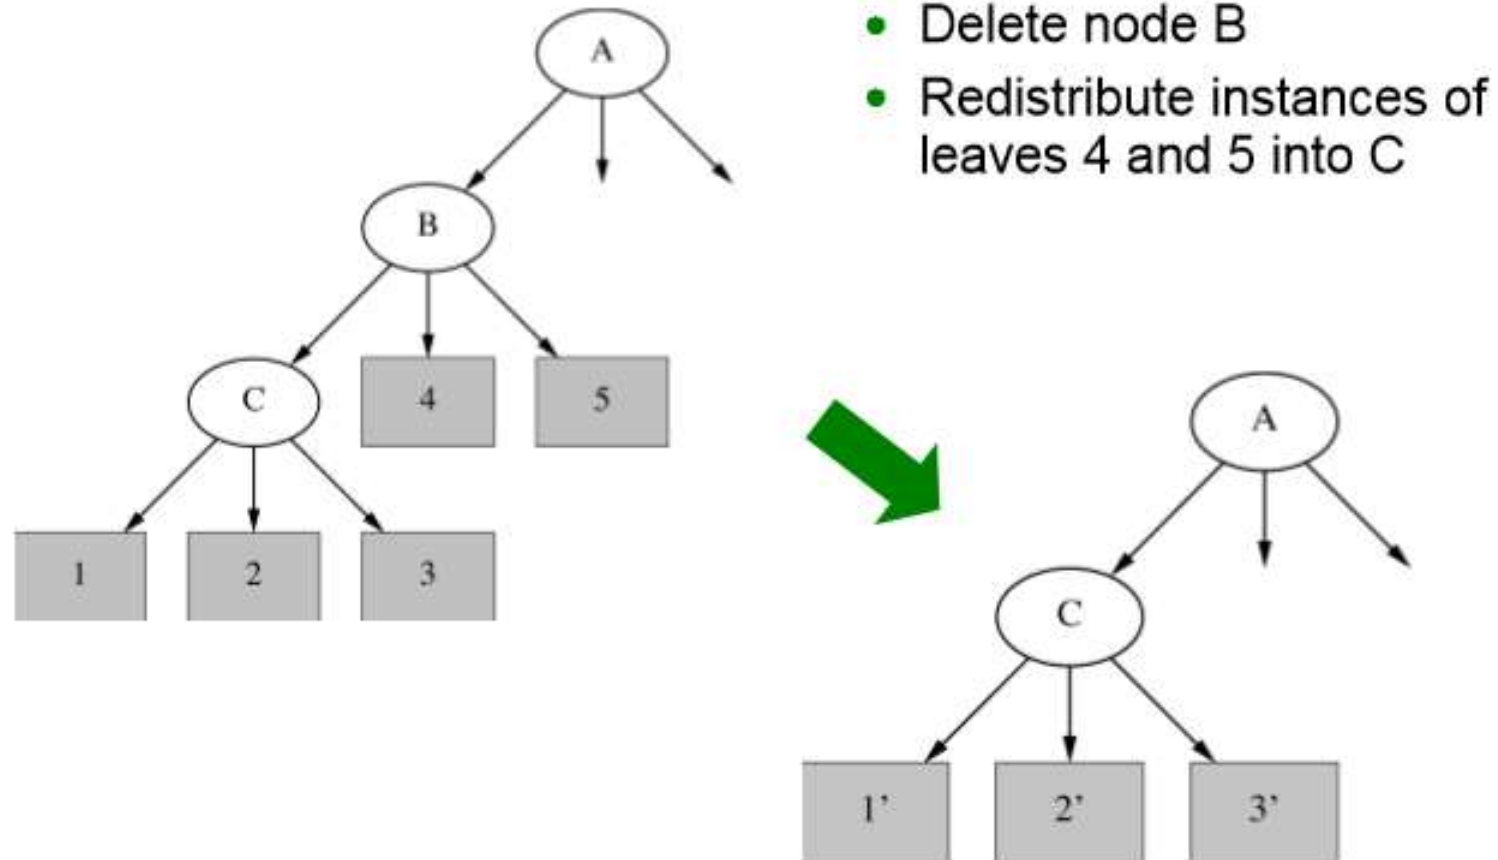 A
Delete node B
Redistribute instances of
leaves 4 and 5 into C
B
C
4
5
1
2
3
A
C
1’
2’
3’